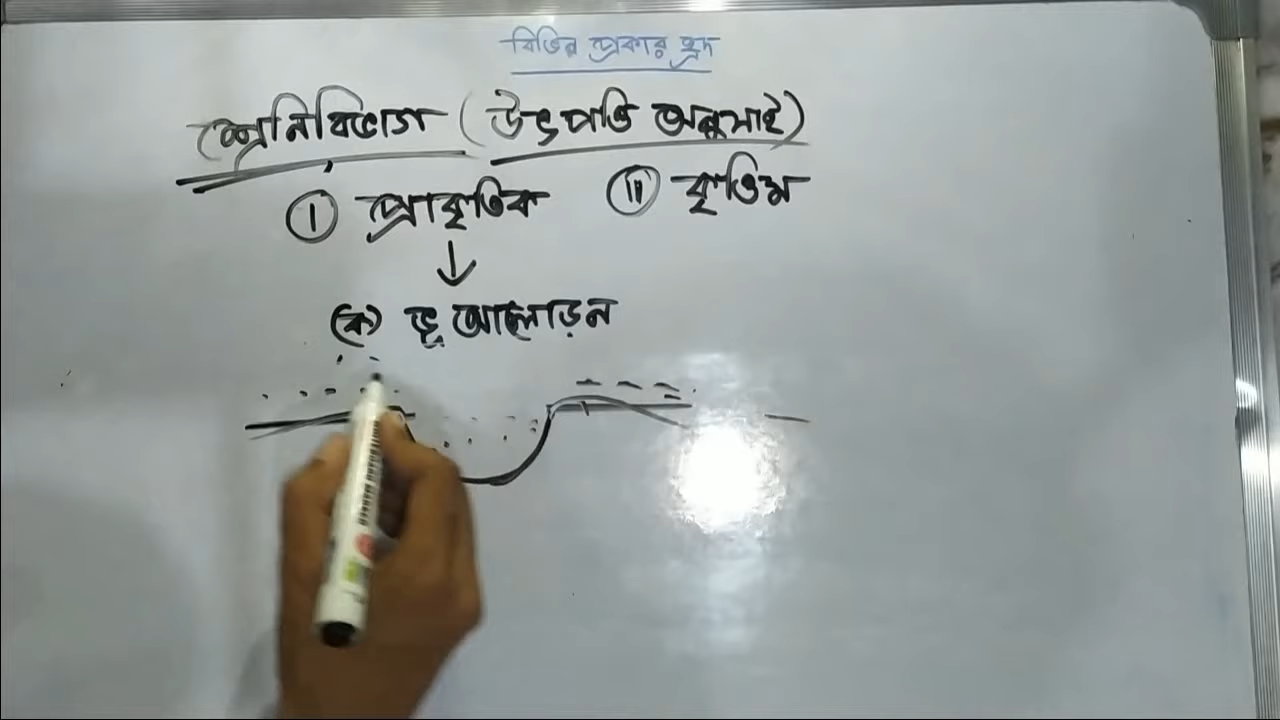 বিভিন্ন প্রকার হ্রদ
শ্রেনিবিভাগ (উৎপত্তি অনুসাই)
i প্রাকৃতিক ii কৃত্তিম
(ক) ভূ আলোড়ন